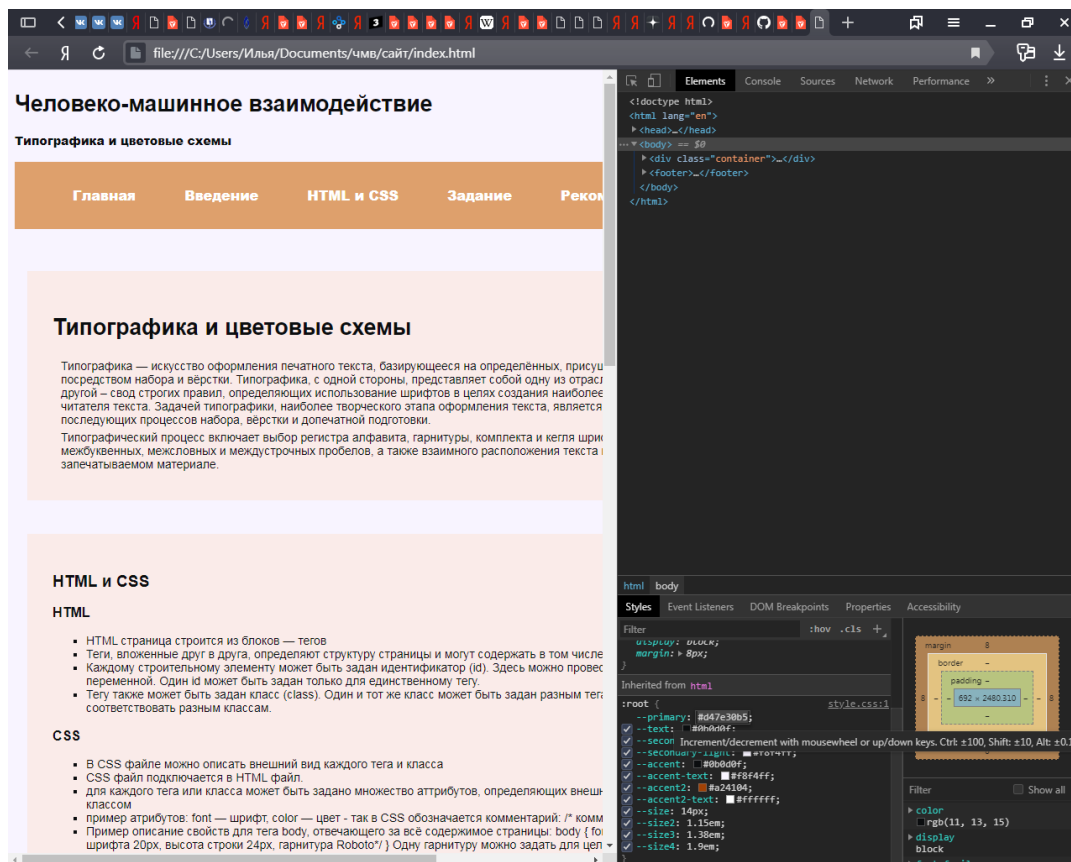 file:///C:/Users/Илья/Documents/чмв/сайт/index.html
Человеко-машинное взаимодействие
Типографика и цветовые схемы
Главная Введение HTML и CSS Задание
Типографика и цветовые схемы
Типографика — искусство оформления печатного текста, базирующееся на определённых,
посредством набора и вёрстки. Типографика, с одной стороны, представляет собой одну из
другой – свод строгих правил, определяющих использование шрифтов в целях создания наиболее
читателя текста. Задачей типографики, наиболее творческого этапа оформления текста, является
последующих процессов набора, вёрстки и допечатной подготовки.
Типографический процесс включает выбор регистра алфавита, гарнитуры, комплекта и кегля
межбуквенных, межсловных и междустрочных пробелов, а также взаимного расположения текста
запечатываемом материале.
HTML и CSS
HTML
HTML страница строится из блоков — тегов
Теги, вложенные друг в друга, определяют структуру страницы и могут содержать в том числе
Каждому строительному элементу может быть задан идентификатор (id). Здесь можно
переменной. Один id может быть задан только для единственному тегу.
Тегу также может быть задан класс (class). Один и тот же класс может быть задан разным
соответствовать разным классам.
CSS
В CSS файле можно описать внешний вид каждого тега и класса
CSS файл подключается в HTML файл.
для каждого тега или класса может быть задано множество аттрибутов, определяющих
классом
пример атрибутов: font — шрифт, color — цвет - так в CSS обозначается комментарий: /*
Пример описание свойств для тега body, отвечающего за всё содержимое страницы: body {
шрифта 20px, высота строки 24px, гарнитура Roboto*/ } Одну гарнитуру можно задать для
Elements Console Sources Network Performance »
<!doctype html>
<html lang="en">
<head>…</head>
<body> == $0
<div class="container">…</div>
<footer>…</footer>
</body>
</html>
html body
Styles Event Listeners DOM Breakpoints Properties Accessibility
Filter :hov .cls +
display: block;
margin: 8px;
}
Inherited from html
:root { style.css:1
--primary: #d47e30b5;
--text: #0b0d0f;
Increment/decrement with mousewheel or up/down keys. Ctrl: ±100, Shift: ±10, Alt: ±0.1
--secondary-light: #f8f4ff;
--accent: #0b0d0f;
--accent-text: #f8f4ff;
--accent2: #a24104;
--accent2-text: #ffffff;
--size: 14px;
--size2: 1.15em;
--size3: 1.38em;
--size4: 1.9em;
}
margin 8
border –
padding –
8 – – 692 × 2480.310 – – 8
–
Filter Show all
color
rgb(11, 13, 15)
display
block